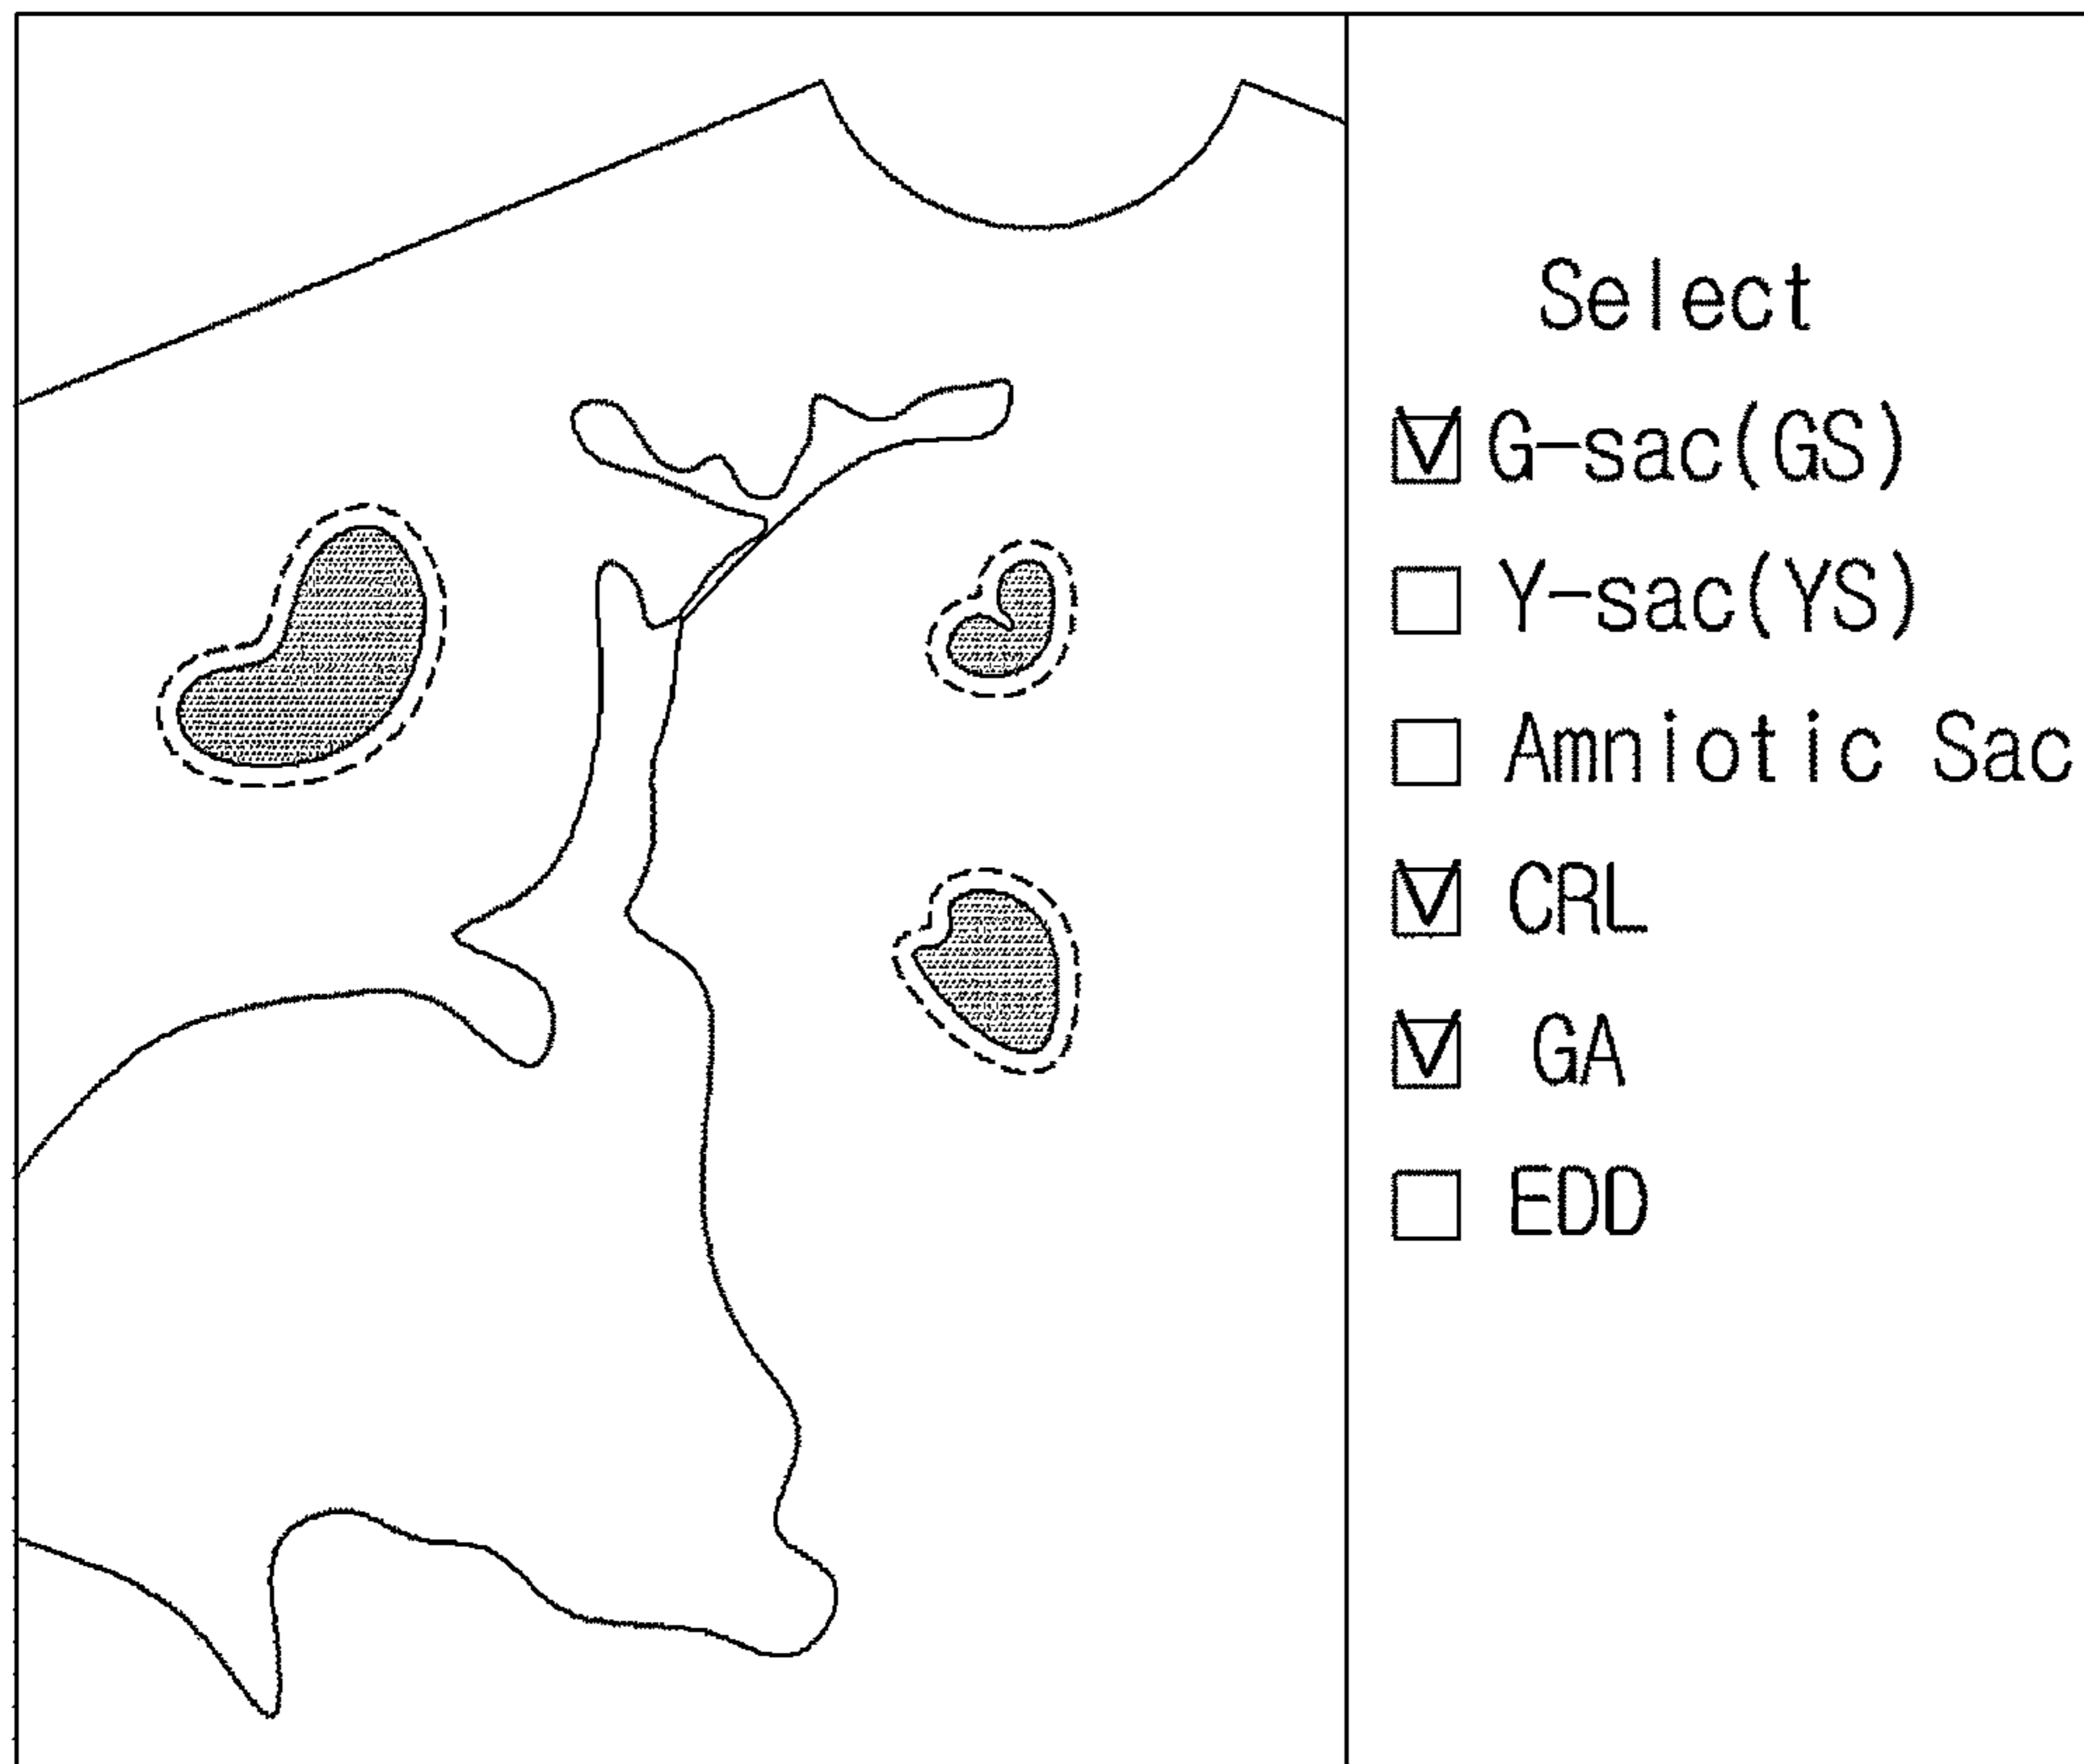 Select
G-sac(GS)
Y-sac(YS)
Amniotic Sac
CRL
GA
EDD